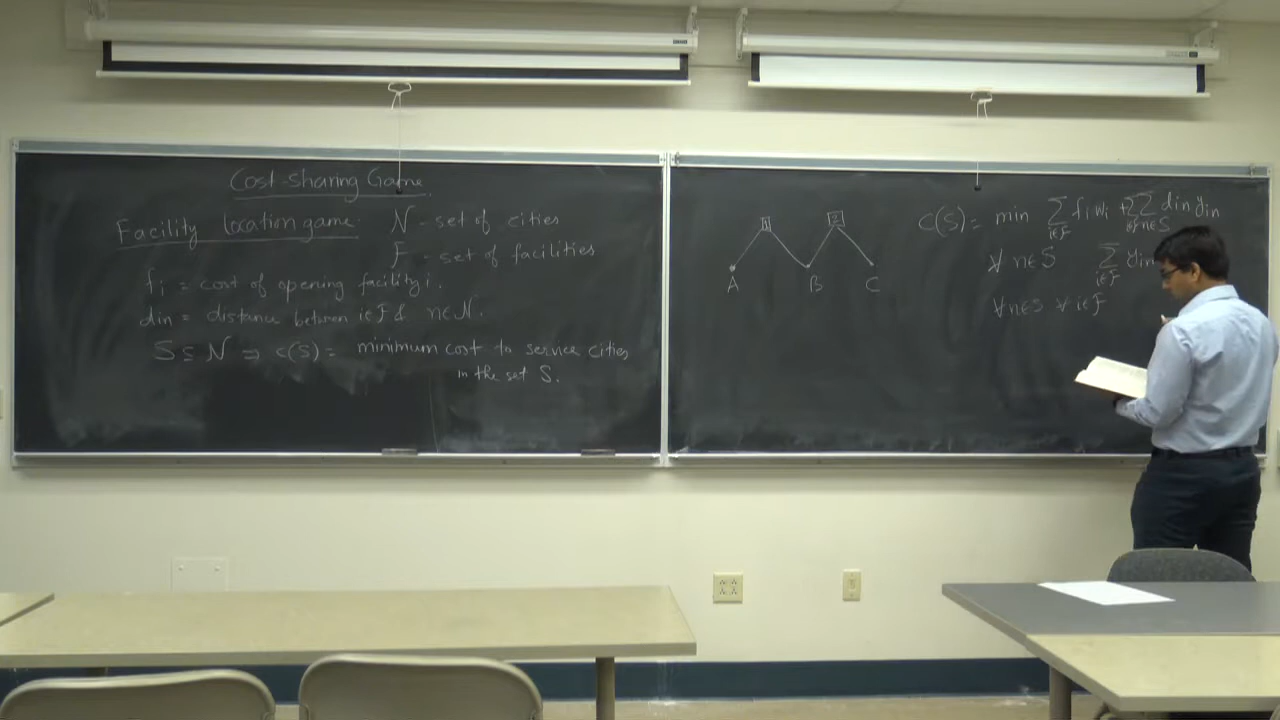 Cost-Sharing Game
Facility location game. N - set of cities
F - set of facilities
fi = cost of opening facility i.
din = distance between i∈F & n∈N.
S ⊆ N ⇒ c(S) = minimum cost to service cities
in the set S.
1 2
A B C
c(S) = min ∑ i∈F fi wi + ∑ i∈F ∑ n∈S din yin
∀ n∈S ∑ i∈F yin
∀ n∈S ∀ i∈F